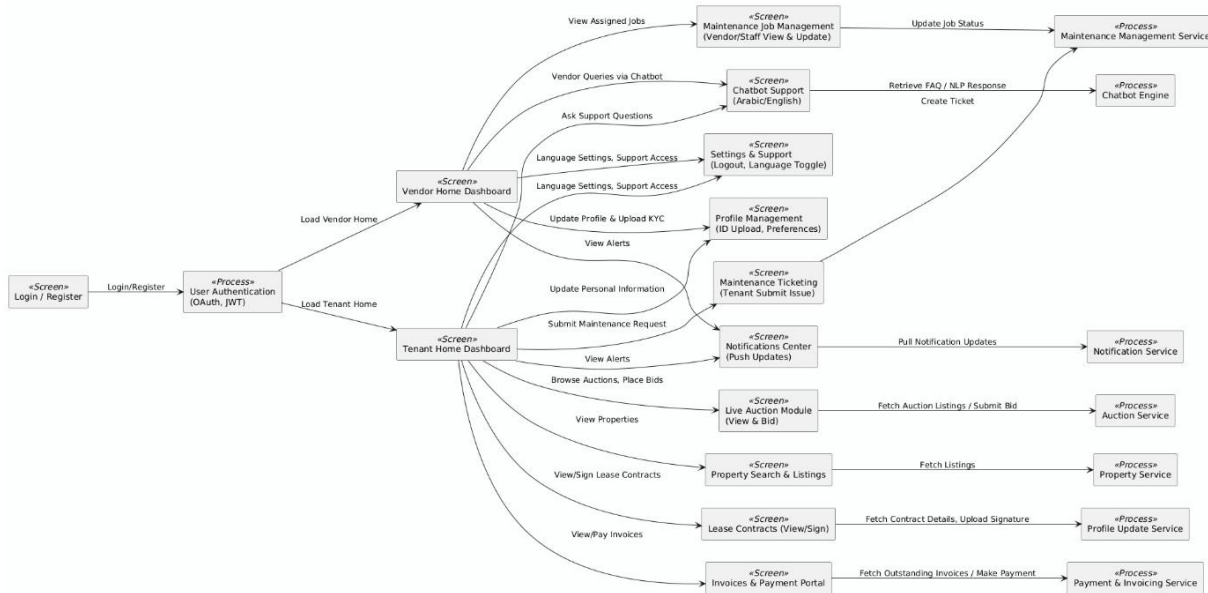 «Screen»
Login / Register
Login/Register
«Process»
User Authentication
(OAuth, JWT)
Load Vendor Home
Load Tenant Home
«Screen»
Vendor Home Dashboard
«Screen»
Tenant Home Dashboard
View Assigned Jobs
Vendor Queries via Chatbot
Ask Support Questions
Language Settings, Support Access
Language Settings, Support Access
Update Profile & Upload KYC
View Alerts
Update Personal Information
Submit Maintenance Request
View Alerts
Browse Auctions, Place Bids
View Properties
View/Sign Lease Contracts
View/Pay Invoices
«Screen»
Maintenance Job Management
(Vendor/Staff View & Update)
«Screen»
Chatbot Support
(Arabic/English)
«Screen»
Settings & Support
(Logout, Language Toggle)
«Screen»
Profile Management
(ID Upload, Preferences)
«Screen»
Maintenance Ticketing
(Tenant Submit Issue)
«Screen»
Notifications Center
(Push Updates)
«Screen»
Live Auction Module
(View & Bid)
«Screen»
Property Search & Listings
«Screen»
Lease Contracts (View/Sign)
«Screen»
Invoices & Payment Portal
Update Job Status
Retrieve FAQ / NLP Response
Create Ticket
Pull Notification Updates
Fetch Auction Listings / Submit Bid
Fetch Listings
Fetch Contract Details, Upload Signature
Fetch Outstanding Invoices / Make Payment
«Process»
Maintenance Management Service
«Process»
Chatbot Engine
«Process»
Notification Service
«Process»
Auction Service
«Process»
Property Service
«Process»
Profile Update Service
«Process»
Payment & Invoicing Service